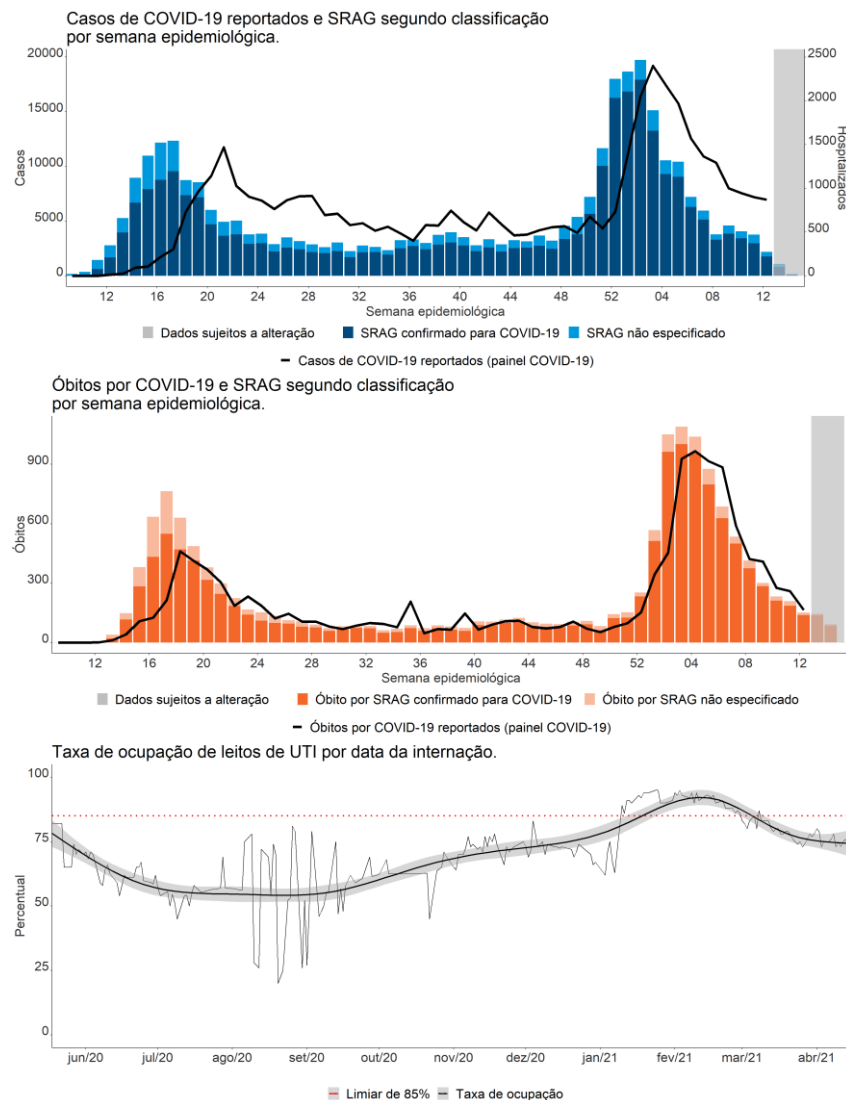 Casos de COVID-19 reportados e SRAG segundo classificação
por semana epidemiológica.
20000
15000
10000
5000
0
Casos
2500
2000
1500
1000
500
0
Hospitalizados
12 16 20 24 28 32 36 40 44 48 52 04 08 12
Semana epidemiológica
Dados sujeitos a alteração SRAG confirmado para COVID-19 SRAG não especificado
Casos de COVID-19 reportados (painel COVID-19)
Óbitos por COVID-19 e SRAG segundo classificação
por semana epidemiológica.
900
600
300
0
Óbitos
12 16 20 24 28 32 36 40 44 48 52 04 08 12
Semana epidemiológica
Dados sujeitos a alteração Óbito por SRAG confirmado para COVID-19 Óbito por SRAG não especificado
Óbitos por COVID-19 reportados (painel COVID-19)
Taxa de ocupação de leitos de UTI por data da internação.
100
75
50
25
0
Percentual
jun/20 jul/20 ago/20 set/20 out/20 nov/20 dez/20 jan/21 fev/21 mar/21 abr/21
Limiar de 85% Taxa de ocupação